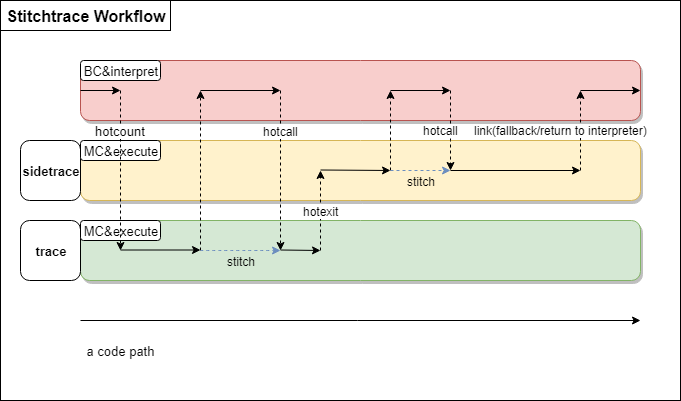 Stitchtrace Workflow
BC&interpret
hotcount
hotcall
hotcall
link(fallback/return to interpreter)
MC&execute
sidetrace
stitch
hotexit
MC&execute
trace
stitch
a code path